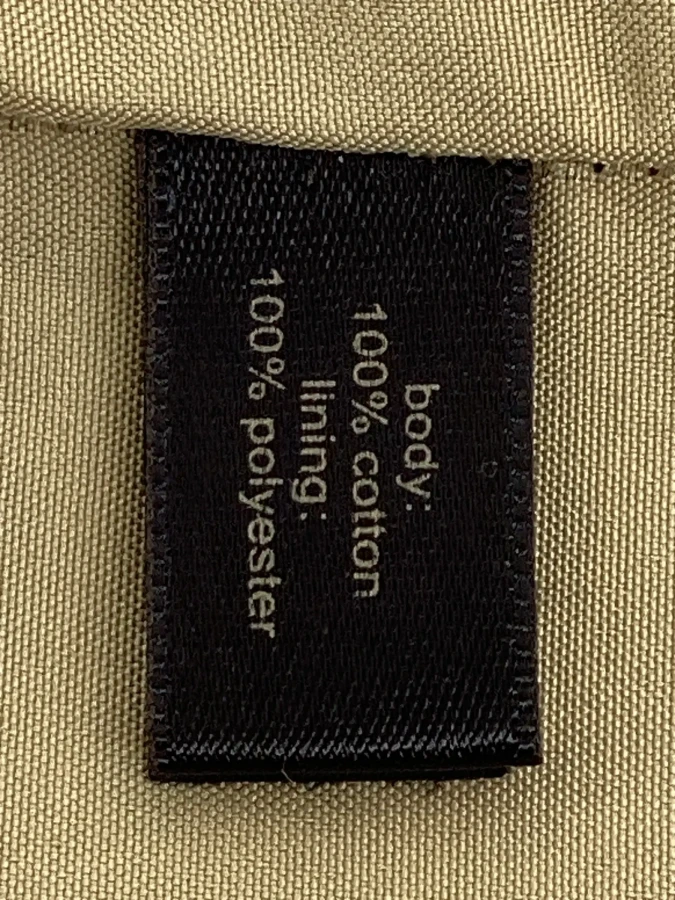 body:
100% cotton
lining:
100% polyester